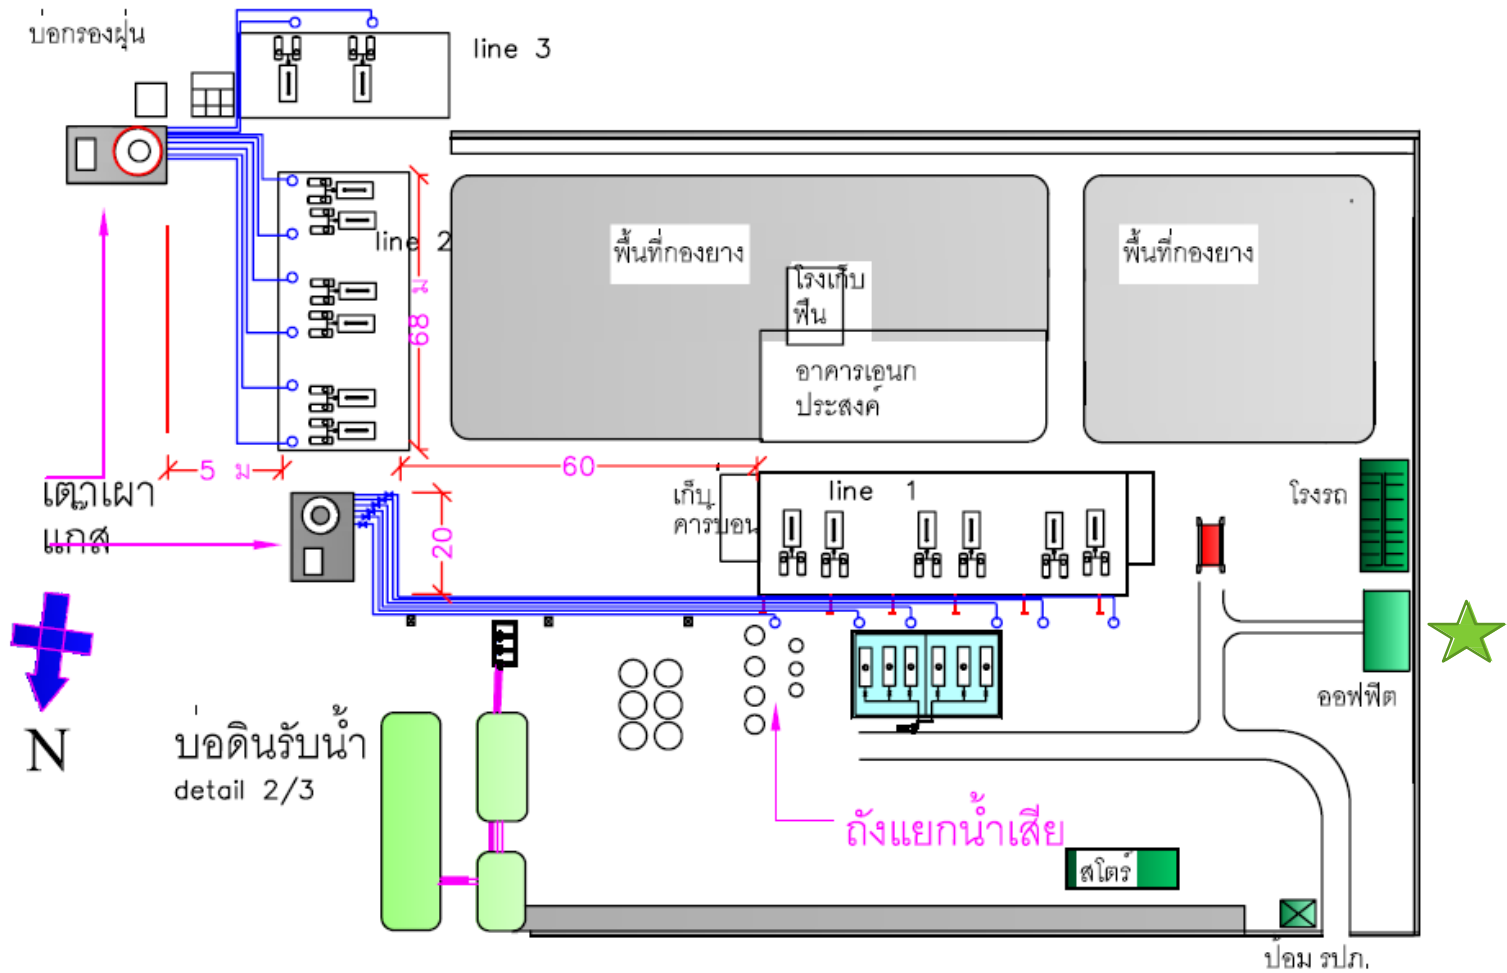 บ่อกรองฝุ่น
line 3
line 2
68 ม
พื้นที่กองยาง
พื้นที่กองยาง
โรงเก็บ
ฟืน
อาคารเอนก
ประสงค์
5 ม
60
เตาเผา
แกส
20
เก็บ
คารบอน
line 1
โรงรถ
ออฟฟิต
N
บ่อดินรับน้ำ
detail 2/3
ถังแยกน้ำเสีย
สโตร์
ป้อม รปภ.